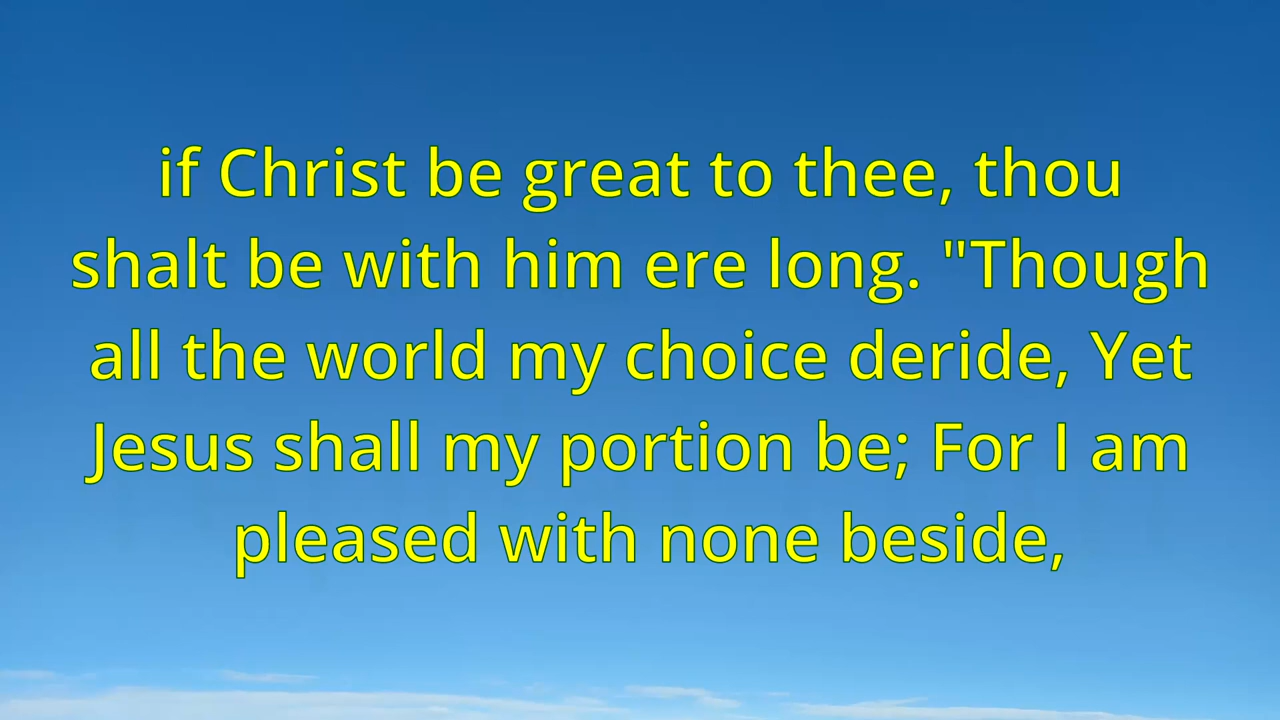 if Christ be great to thee, thou
shalt be with him ere long. "Though
all the world my choice deride, Yet
Jesus shall my portion be; For I am
pleased with none beside,